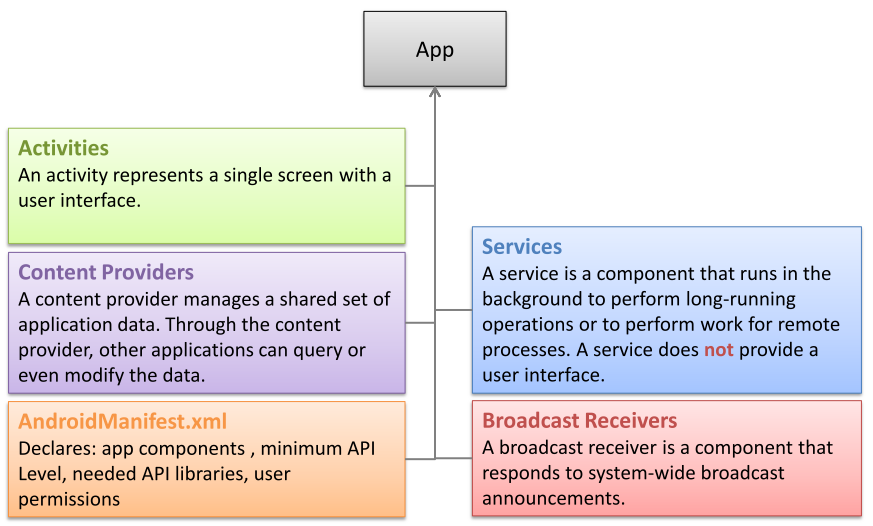 App
Activities
An activity represents a single screen with a
user interface.
Content Providers
A content provider manages a shared set of
application data. Through the content
provider, other applications can query or
even modify the data.
AndroidManifest.xml
Declares: app components , minimum API
Level, needed API libraries, user
permissions
Services
A service is a component that runs in the
background to perform long-running
operations or to perform work for remote
processes. A service does not provide a
user interface.
Broadcast Receivers
A broadcast receiver is a component that
responds to system-wide broadcast
announcements.